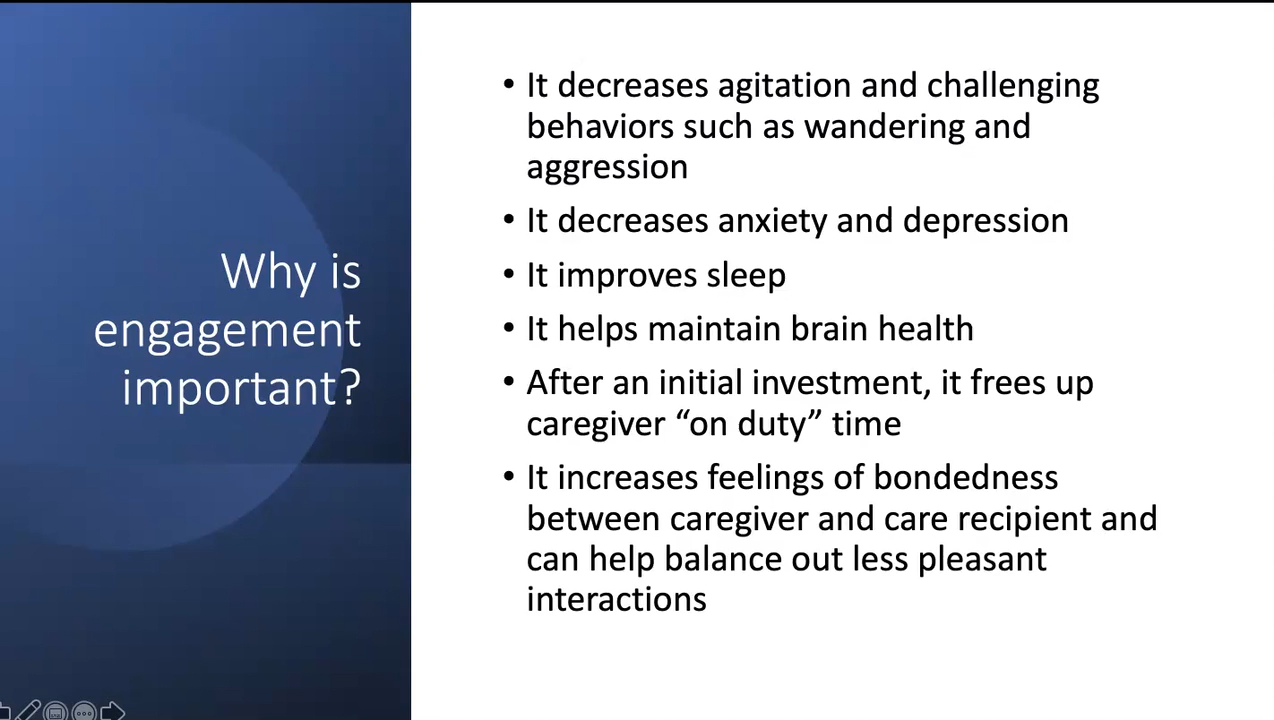 Why is
engagement
important?
• It decreases agitation and challenging
behaviors such as wandering and
aggression
• It decreases anxiety and depression
• It improves sleep
• It helps maintain brain health
• After an initial investment, it frees up
caregiver “on duty” time
• It increases feelings of bondedness
between caregiver and care recipient and
can help balance out less pleasant
interactions